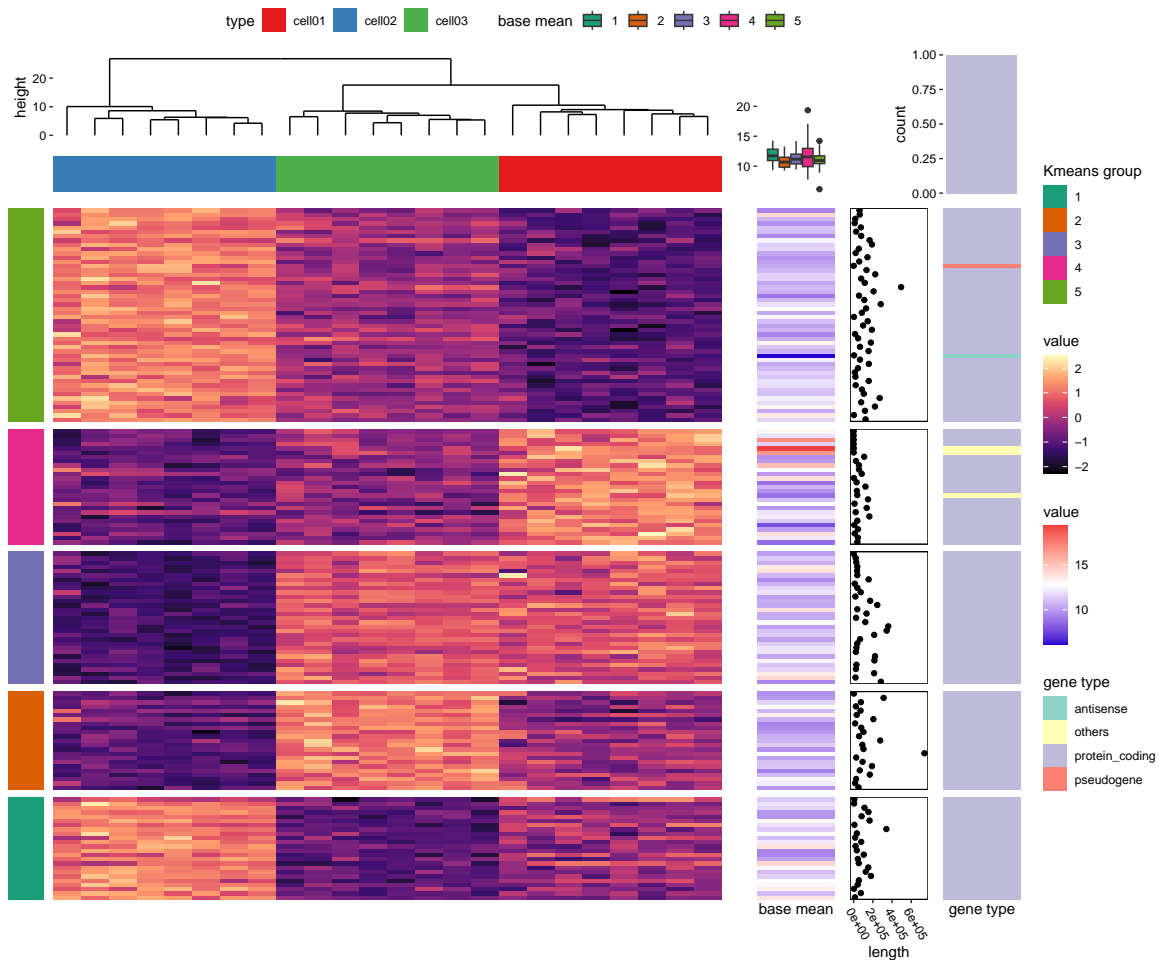 type cell01 cell02 cell03 base mean 1 2 3 4 5
height
20
10
0
20
15
10
count
1.00
0.75
0.50
0.25
0.00
Kmeans group
1
2
3
4
5
value
2
1
0
−1
−2
value
15
10
gene type
antisense
others
protein_coding
pseudogene
base mean
0e+00
2e+05
4e+05
6e+05
length
gene type